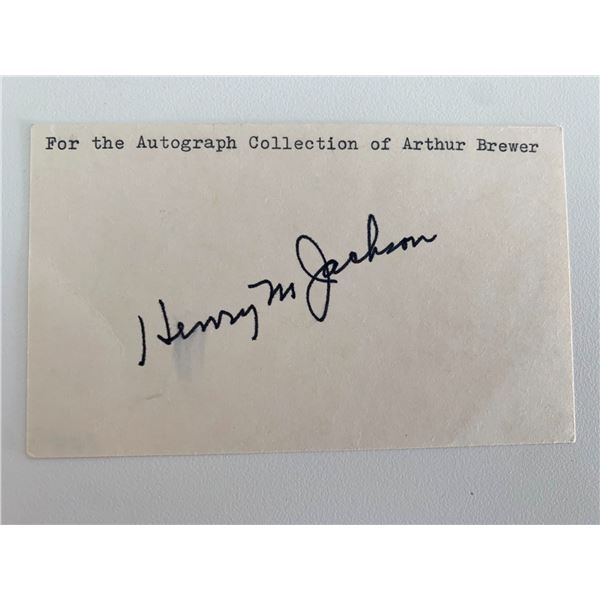 For the Autograph Collection of Arthur Brewer
Henry M Jackson